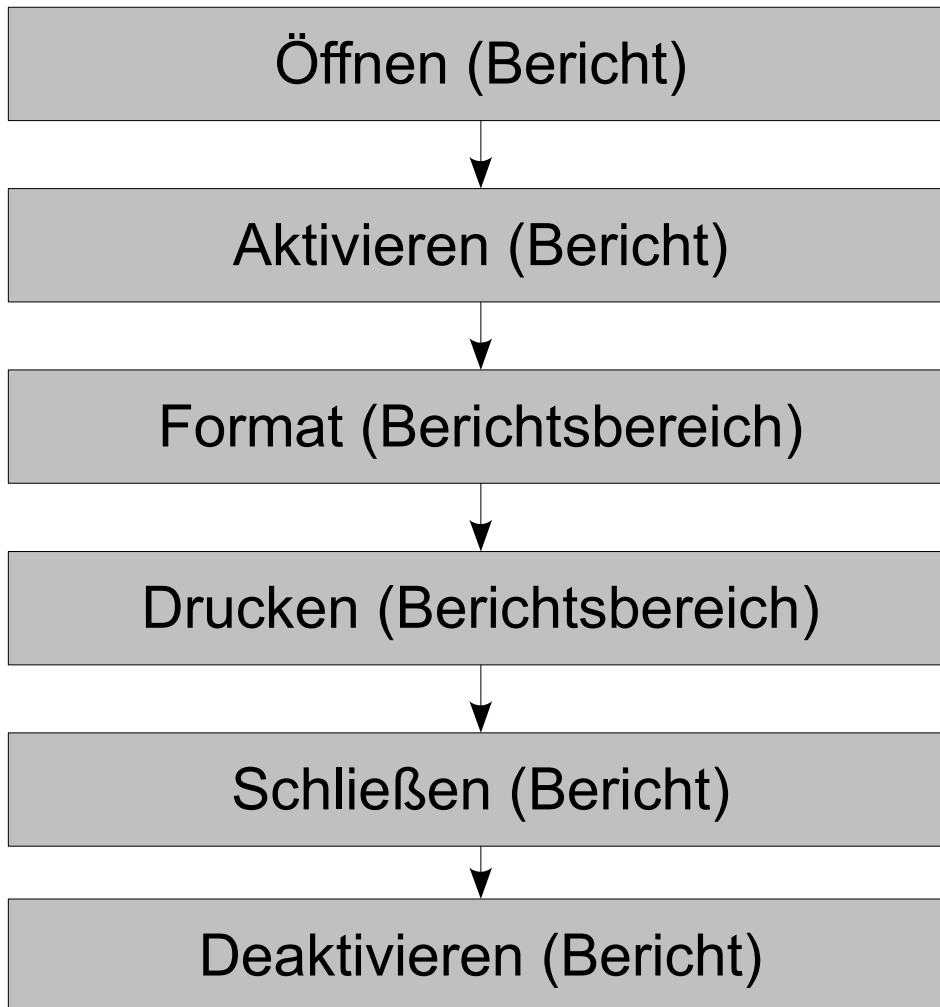 Öffnen (Bericht)
Aktivieren (Bericht)
Format (Berichtsbereich)
Drucken (Berichtsbereich)
Schließen (Bericht)
Deaktivieren (Bericht)